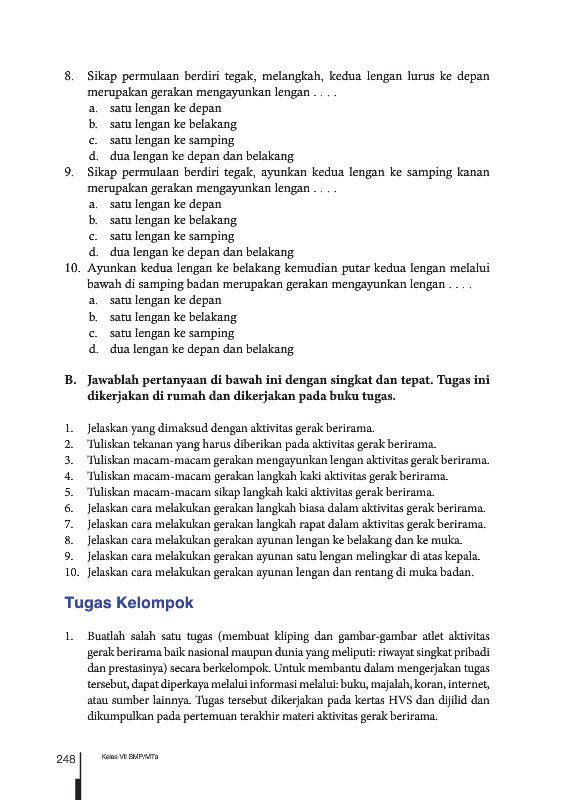 8. Sikap permulaan berdiri tegak, melangkah, kedua lengan lurus ke depan
merupakan gerakan mengayunkan lengan . . . .
a. satu lengan ke depan
b. satu lengan ke belakang
c. satu lengan ke samping
d. dua lengan ke depan dan belakang
9. Sikap permulaan berdiri tegak, ayunkan kedua lengan ke samping kanan
merupakan gerakan mengayunkan lengan . . . .
a. satu lengan ke depan
b. satu lengan ke belakang
c. satu lengan ke samping
d. dua lengan ke depan dan belakang
10. Ayunkan kedua lengan ke belakang kemudian putar kedua lengan melalui
bawah di samping badan merupakan gerakan mengayunkan lengan . . . .
a. satu lengan ke depan
b. satu lengan ke belakang
c. satu lengan ke samping
d. dua lengan ke depan dan belakang
B. Jawablah pertanyaan di bawah ini dengan singkat dan tepat. Tugas ini
dikerjakan di rumah dan dikerjakan pada buku tugas.
1. Jelaskan yang dimaksud dengan aktivitas gerak berirama.
2. Tuliskan tekanan yang harus diberikan pada aktivitas gerak berirama.
3. Tuliskan macam-macam gerakan mengayunkan lengan aktivitas gerak berirama.
4. Tuliskan macam-macam gerakan langkah kaki aktivitas gerak berirama.
5. Tuliskan macam-macam sikap langkah kaki aktivitas gerak berirama.
6. Jelaskan cara melakukan gerakan langkah biasa dalam aktivitas gerak berirama.
7. Jelaskan cara melakukan gerakan langkah rapat dalam aktivitas gerak berirama.
8. Jelaskan cara melakukan gerakan ayunan lengan ke belakang dan ke muka.
9. Jelaskan cara melakukan gerakan ayunan satu lengan melingkar di atas kepala.
10. Jelaskan cara melakukan gerakan ayunan lengan dan rentang di muka badan.
Tugas Kelompok
1. Buatlah salah satu tugas (membuat kliping dan gambar-gambar atlet aktivitas
gerak berirama baik nasional maupun dunia yang meliputi: riwayat singkat pribadi
dan prestasinya) secara berkelompok. Untuk membantu dalam mengerjakan tugas
tersebut, dapat diperkaya melalui informasi melalui: buku, majalah, koran, internet,
atau sumber lainnya. Tugas tersebut dikerjakan pada kertas HVS dan dijilid dan
dikumpulkan pada pertemuan terakhir materi aktivitas gerak berirama.
248 Kelas VII SMP/MTs